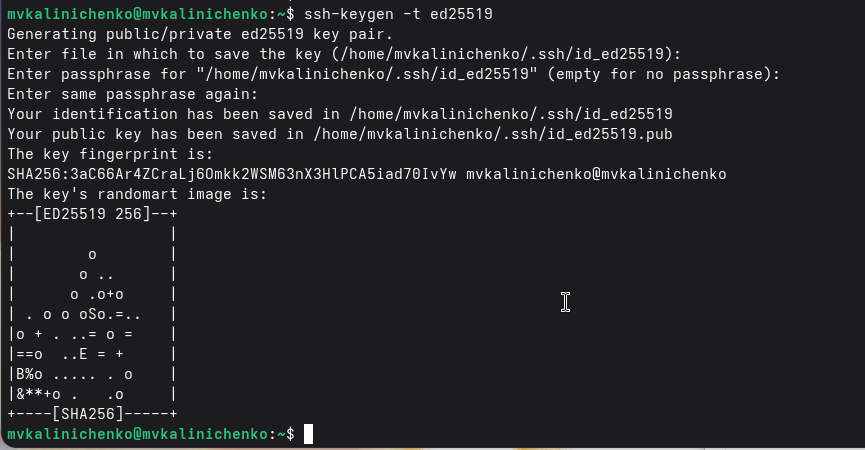 mvkalinichenko@mvkalinichenko:~$ ssh-keygen -t ed25519
Generating public/private ed25519 key pair.
Enter file in which to save the key (/home/mvkalinichenko/.ssh/id_ed25519):
Enter passphrase for "/home/mvkalinichenko/.ssh/id_ed25519" (empty for no passphrase):
Enter same passphrase again:
Your identification has been saved in /home/mvkalinichenko/.ssh/id_ed25519
Your public key has been saved in /home/mvkalinichenko/.ssh/id_ed25519.pub
The key fingerprint is:
SHA256:3aC66Ar4ZCraLj6Omkk2WSM63nX3HlPCA5iad70IvYw mvkalinichenko@mvkalinichenko
The key's randomart image is:
+--[ED25519 256]--+
|                 |
|        o        |
|       o ..      |
|      o .o+o     |
| . o o oSo.=..   |
|o + . ..= o =    |
|==o  ..E = +     |
|B%o ..... . o    |
|&**+o .   .o     |
+----[SHA256]-----+
mvkalinichenko@mvkalinichenko:~$